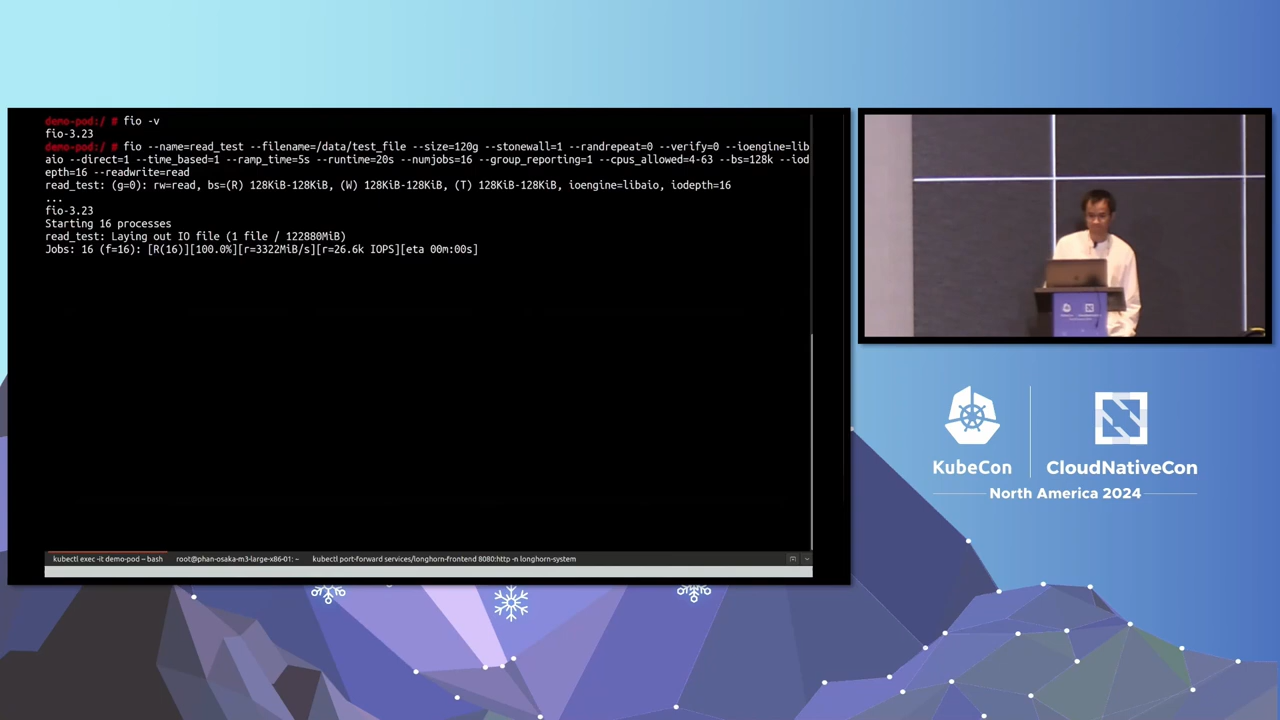 demo-pod:/ # fio -v
fio-3.23
demo-pod:/ # fio --name=read_test --filename=/data/test_file --size=120g --stonewall=1 --randrepeat=0 --verify=0 --ioengine=lib
aio --direct=1 --time_based=1 --ramp_time=5s --runtime=20s --numjobs=16 --group_reporting=1 --cpus_allowed=4-63 --bs=128k --iod
epth=16 --readwrite=read
read_test: (g=0): rw=read, bs=(R) 128KiB-128KiB, (W) 128KiB-128KiB, (T) 128KiB-128KiB, ioengine=libaio, iodepth=16
...
fio-3.23
Starting 16 processes
read_test: Laying out IO file (1 file / 122880MiB)
Jobs: 16 (f=16): [R(16)][100.0%][r=3322MiB/s][r=26.6k IOPS][eta 00m:00s]
kubectl exec -it demo-pod -- bash
root@phan-osaka-m3-large-x86-01: ~
kubectl port-forward services/longhorn-frontend 8080:http -n longhorn-system
KubeCon
CloudNativeCon
North America 2024